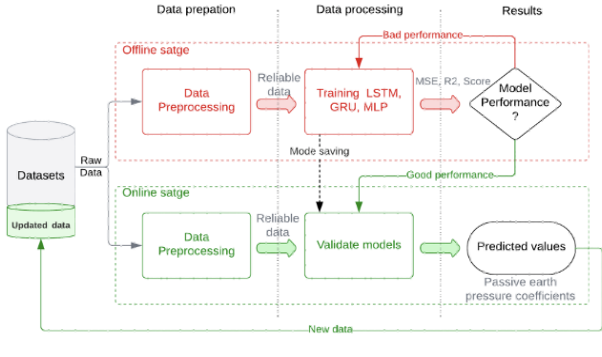 Data prepation
Data processing
Results
Bad performance
Offline satge
Data
Preprocessing
Reliable
data
Training LSTM,
GRU, MLP
MSE, R2, Score
Model
Performance
?
Mode saving
Good performance
Raw
Data
Datasets
Updated data
Online satge
Data
Preprocessing
Reliable
data
Validate models
Predicted values
Passive earth
pressure coefficients
New data